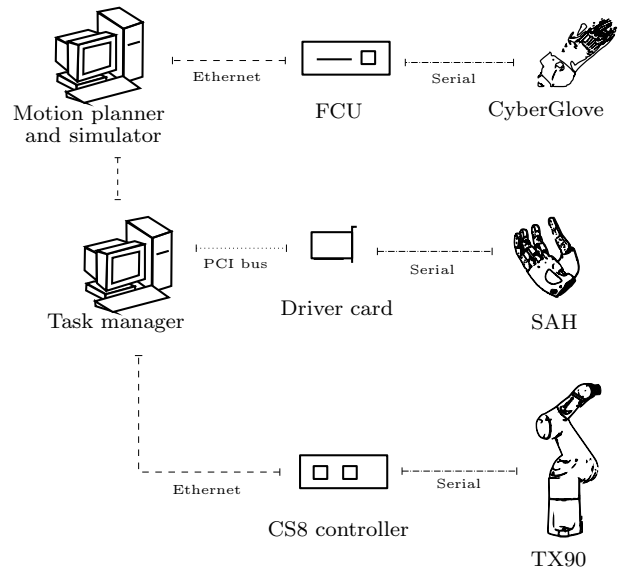 Ethernet
Serial
Motion planner
and simulator
FCU
CyberGlove
PCI bus
Serial
Task manager
Driver card
SAH
Ethernet
Serial
CS8 controller
TX90